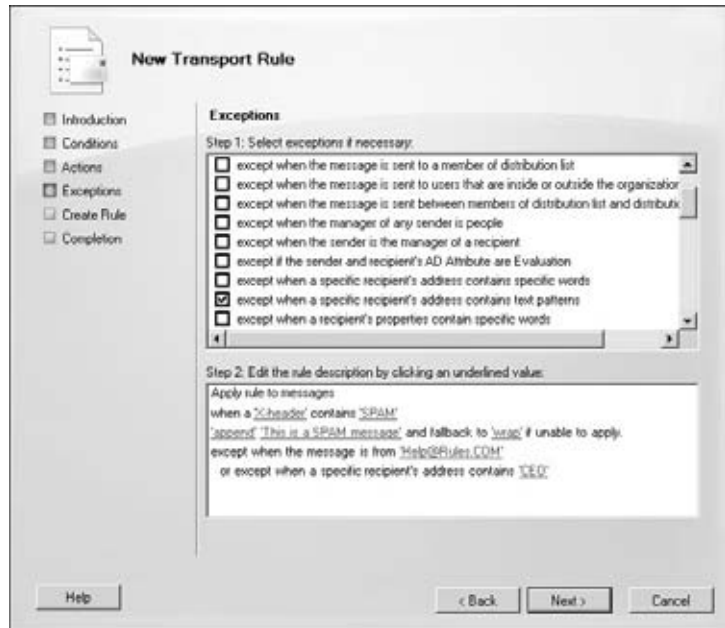 New Transport Rule
Introduction
Conditions
Actions
Exceptions
Create Rule
Completion
Exceptions
Step 1: Select exceptions if necessary:
except when the message is sent to a member of distribution list
except when the message is sent to users that are inside or outside the organization
except when the message is sent between members of distribution list and distributic
except when the manager of any sender is people
except when the sender is the manager of a recipient
except if the sender and recipient's AD Attribute are Evaluation
except when a specific recipient's address contains specific words
except when a specific recipient's address contains text patterns
except when a recipient's properties contain specific words
Step 2: Edit the rule description by clicking an underlined value:
Apply rule to messages
when a 'X-header' contains 'SPAM'
'append' 'This is a SPAM message' and fallback to 'wrap' if unable to apply.
except when the message is from 'Help@Rules.COM'
or except when a specific recipient's address contains 'CEO'
Help
< Back
Next >
Cancel